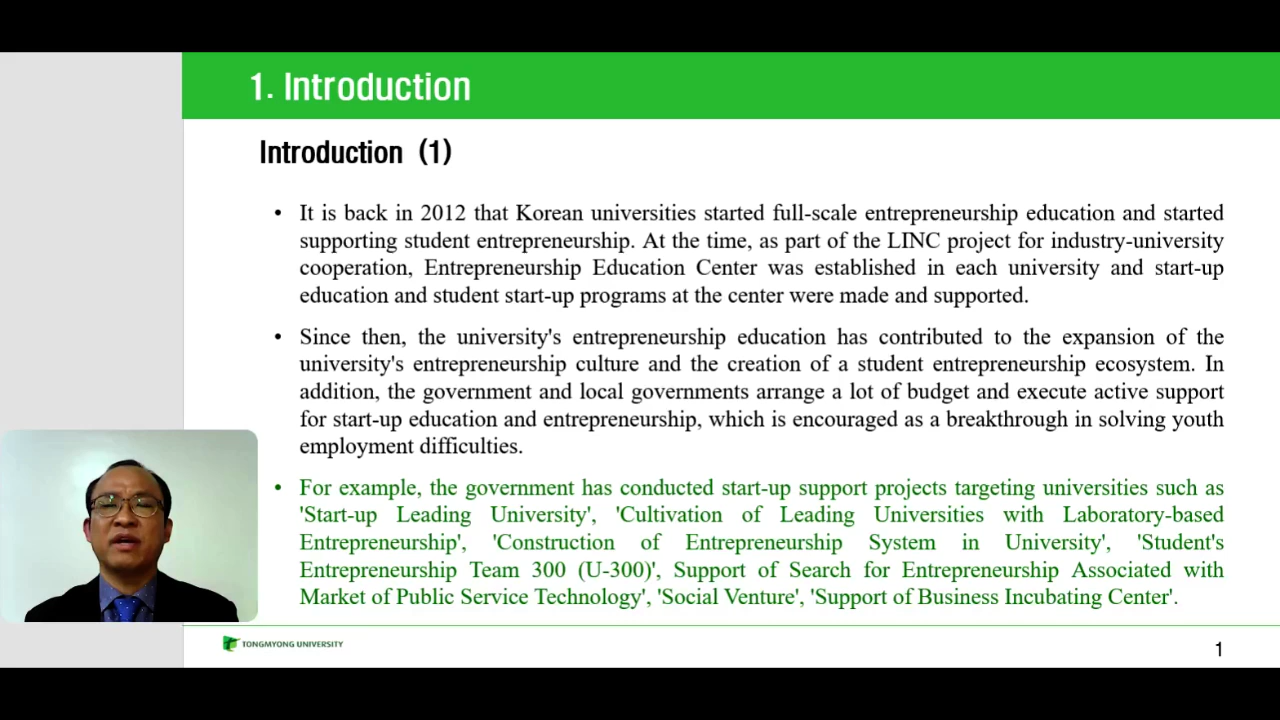 1. Introduction
Introduction (1)
• It is back in 2012 that Korean universities started full-scale entrepreneurship education and started
supporting student entrepreneurship. At the time, as part of the LINC project for industry-university
cooperation, Entrepreneurship Education Center was established in each university and start-up
education and student start-up programs at the center were made and supported.
• Since then, the university's entrepreneurship education has contributed to the expansion of the
university's entrepreneurship culture and the creation of a student entrepreneurship ecosystem. In
addition, the government and local governments arrange a lot of budget and execute active support
for start-up education and entrepreneurship, which is encouraged as a breakthrough in solving youth
employment difficulties.
• For example, the government has conducted start-up support projects targeting universities such as
'Start-up Leading University', 'Cultivation of Leading Universities with Laboratory-based
Entrepreneurship', 'Construction of Entrepreneurship System in University', 'Student's
Entrepreneurship Team 300 (U-300)', Support of Search for Entrepreneurship Associated with
Market of Public Service Technology', 'Social Venture', 'Support of Business Incubating Center'.
TONGMYONG UNIVERSITY
1